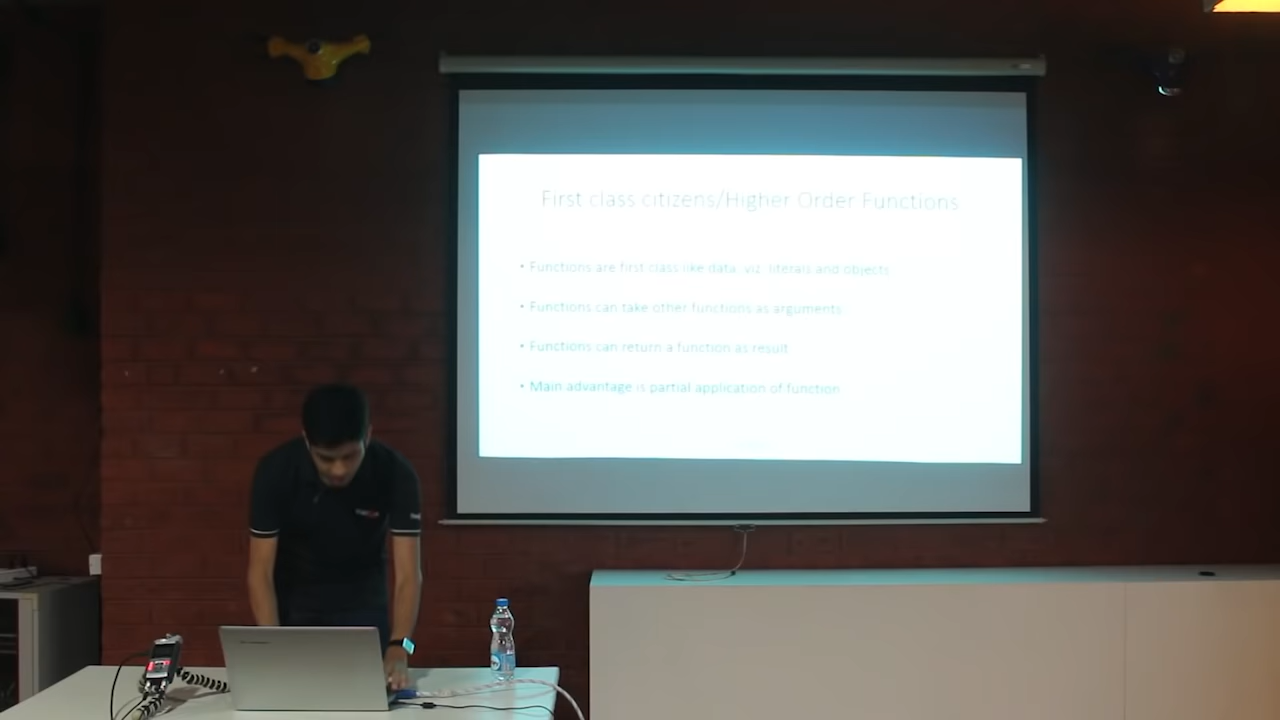 First class citizens/Higher Order Functions
• Functions are first class like data, viz. literals and objects
• Functions can take other functions as arguments
• Functions can return a function as result
• Main advantage is partial application of function